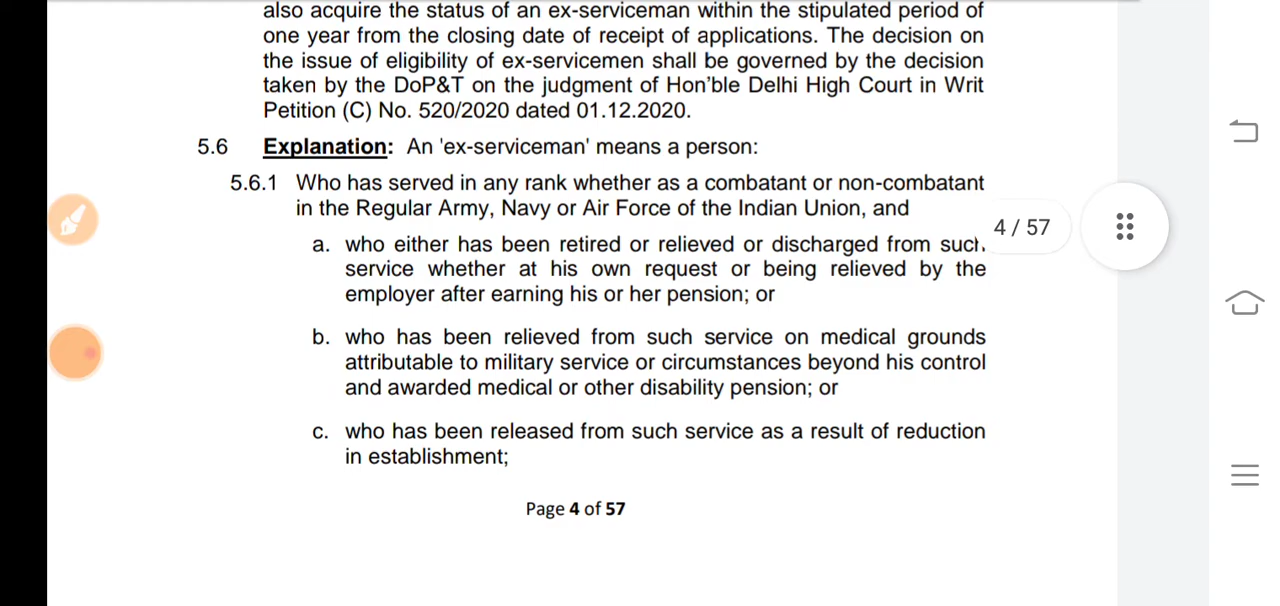 also acquire the status of an ex-serviceman within the stipulated period of
one year from the closing date of receipt of applications. The decision on
the issue of eligibility of ex-servicemen shall be governed by the decision
taken by the DoP&T on the judgment of Hon'ble Delhi High Court in Writ
Petition (C) No. 520/2020 dated 01.12.2020.
5.6 Explanation: An 'ex-serviceman' means a person:
5.6.1 Who has served in any rank whether as a combatant or non-combatant
in the Regular Army, Navy or Air Force of the Indian Union, and
4 / 57
a. who either has been retired or relieved or discharged from such
service whether at his own request or being relieved by the
employer after earning his or her pension; or
b. who has been relieved from such service on medical grounds
attributable to military service or circumstances beyond his control
and awarded medical or other disability pension; or
c. who has been released from such service as a result of reduction
in establishment;
Page 4 of 57